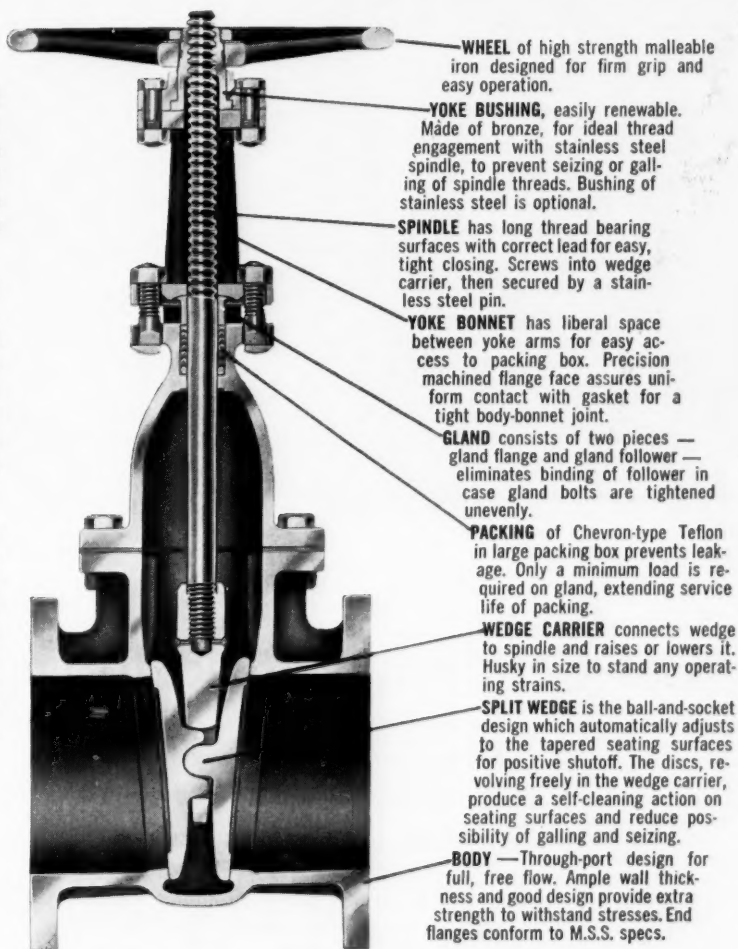 WHEEL of high strength malleable
iron designed for firm grip and
easy operation.
YOKE BUSHING, easily renewable.
Made of bronze, for ideal thread
engagement with stainless steel
spindle, to prevent seizing or gall-
ing of spindle threads. Bushing of
stainless steel is optional.
SPINDLE has long thread bearing
surfaces with correct lead for easy,
tight closing. Screws into wedge
carrier, then secured by a stain-
less steel pin.
YOKE BONNET has liberal space
between yoke arms for easy ac-
cess to packing box. Precision
machined flange face assures uni-
form contact with gasket for a
tight body-bonnet joint.
GLAND consists of two pieces —
gland flange and gland follower —
eliminates binding of follower in
case gland bolts are tightened
unevenly.
PACKING of Chevron-type Teflon
in large packing box prevents leak-
age. Only a minimum load is re-
quired on gland, extending service
life of packing.
WEDGE CARRIER connects wedge
to spindle and raises or lowers it.
Husky in size to stand any operat-
ing strains.
SPLIT WEDGE is the ball-and-socket
design which automatically adjusts
to the tapered seating surfaces
for positive shutoff. The discs, re-
volving freely in the wedge carrier,
produce a self-cleaning action on
seating surfaces and reduce pos-
sibility of galling and seizing.
BODY — Through-port design for
full, free flow. Ample wall thick-
ness and good design provide extra
strength to withstand stresses. End
flanges conform to M.S.S. specs.